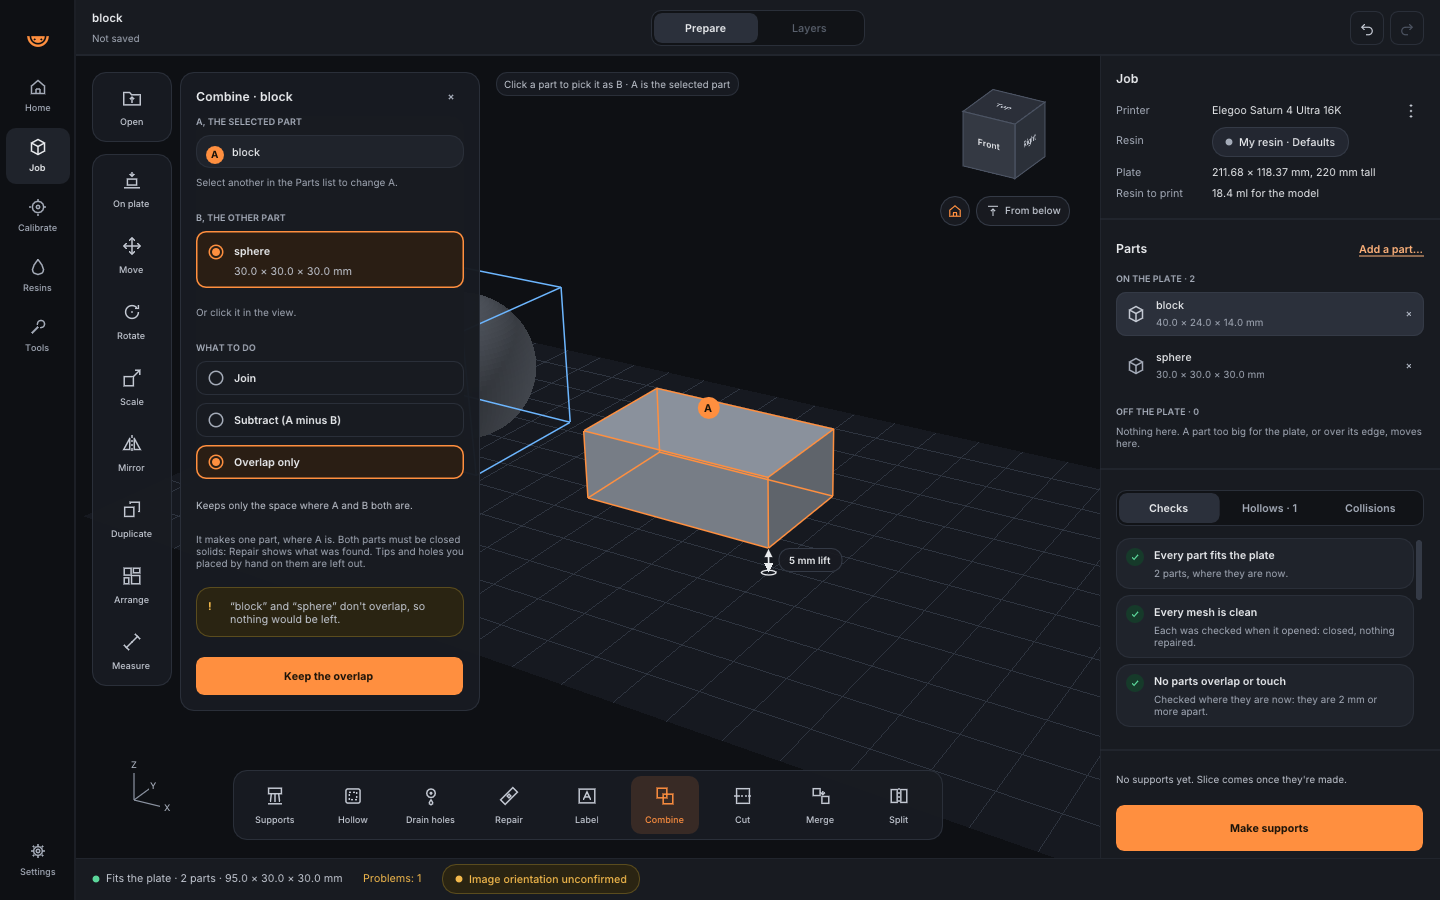 block
Not saved
Prepare
Layers
Home
Job
Calibrate
Resins
Tools
Settings
Open
On plate
Move
Rotate
Scale
Mirror
Duplicate
Arrange
Measure
Combine · block
×
A, THE SELECTED PART
A block
Select another in the Parts list to change A.
B, THE OTHER PART
sphere
30.0 × 30.0 × 30.0 mm
Or click it in the view.
WHAT TO DO
Join
Subtract (A minus B)
Overlap only
Keeps only the space where A and B both are.
It makes one part, where A is. Both parts must be closed
solids: Repair shows what was found. Tips and holes you
placed by hand on them are left out.
! “block” and “sphere” don't overlap, so
nothing would be left.
Keep the overlap
Click a part to pick it as B · A is the selected part
Top
Front
Right
From below
A
5 mm lift
Z
Y
X
Supports
Hollow
Drain holes
Repair
Label
Combine
Cut
Merge
Split
Job
Printer Elegoo Saturn 4 Ultra 16K
Resin My resin · Defaults
Plate 211.68 × 118.37 mm, 220 mm tall
Resin to print 18.4 ml for the model
Parts Add a part...
ON THE PLATE · 2
block
40.0 × 24.0 × 14.0 mm
×
sphere
30.0 × 30.0 × 30.0 mm
×
OFF THE PLATE · 0
Nothing here. A part too big for the plate, or over its edge, moves
here.
Checks Hollows · 1 Collisions
Every part fits the plate
2 parts, where they are now.
Every mesh is clean
Each was checked when it opened: closed, nothing
repaired.
No parts overlap or touch
Checked where they are now: they are 2 mm or
more apart.
No supports yet. Slice comes once they're made.
Make supports
Fits the plate · 2 parts · 95.0 × 30.0 × 30.0 mm
Problems: 1
Image orientation unconfirmed